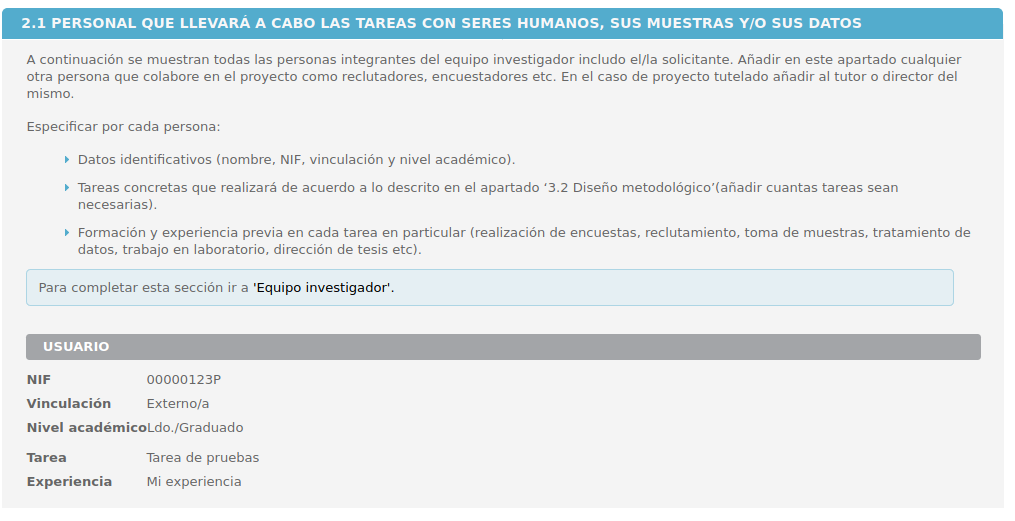 2.1 PERSONAL QUE LLEVARÁ A CABO LAS TAREAS CON SERES HUMANOS, SUS MUESTRAS Y/O SUS DATOS
A continuación se muestran todas las personas integrantes del equipo investigador includo el/la solicitante. Añadir en este apartado cualquier
otra persona que colabore en el proyecto como reclutadores, encuestadores etc. En el caso de proyecto tutelado añadir al tutor o director del
mismo.
Especificar por cada persona:
Datos identificativos (nombre, NIF, vinculación y nivel académico).
Tareas concretas que realizará de acuerdo a lo descrito en el apartado ‘3.2 Diseño metodológico’(añadir cuantas tareas sean
necesarias).
Formación y experiencia previa en cada tarea en particular (realización de encuestas, reclutamiento, toma de muestras, tratamiento de
datos, trabajo en laboratorio, dirección de tesis etc).
Para completar esta sección ir a 'Equipo investigador'.
USUARIO
NIF 00000123P
Vinculación Externo/a
Nivel académico Ldo./Graduado
Tarea Tarea de pruebas
Experiencia Mi experiencia